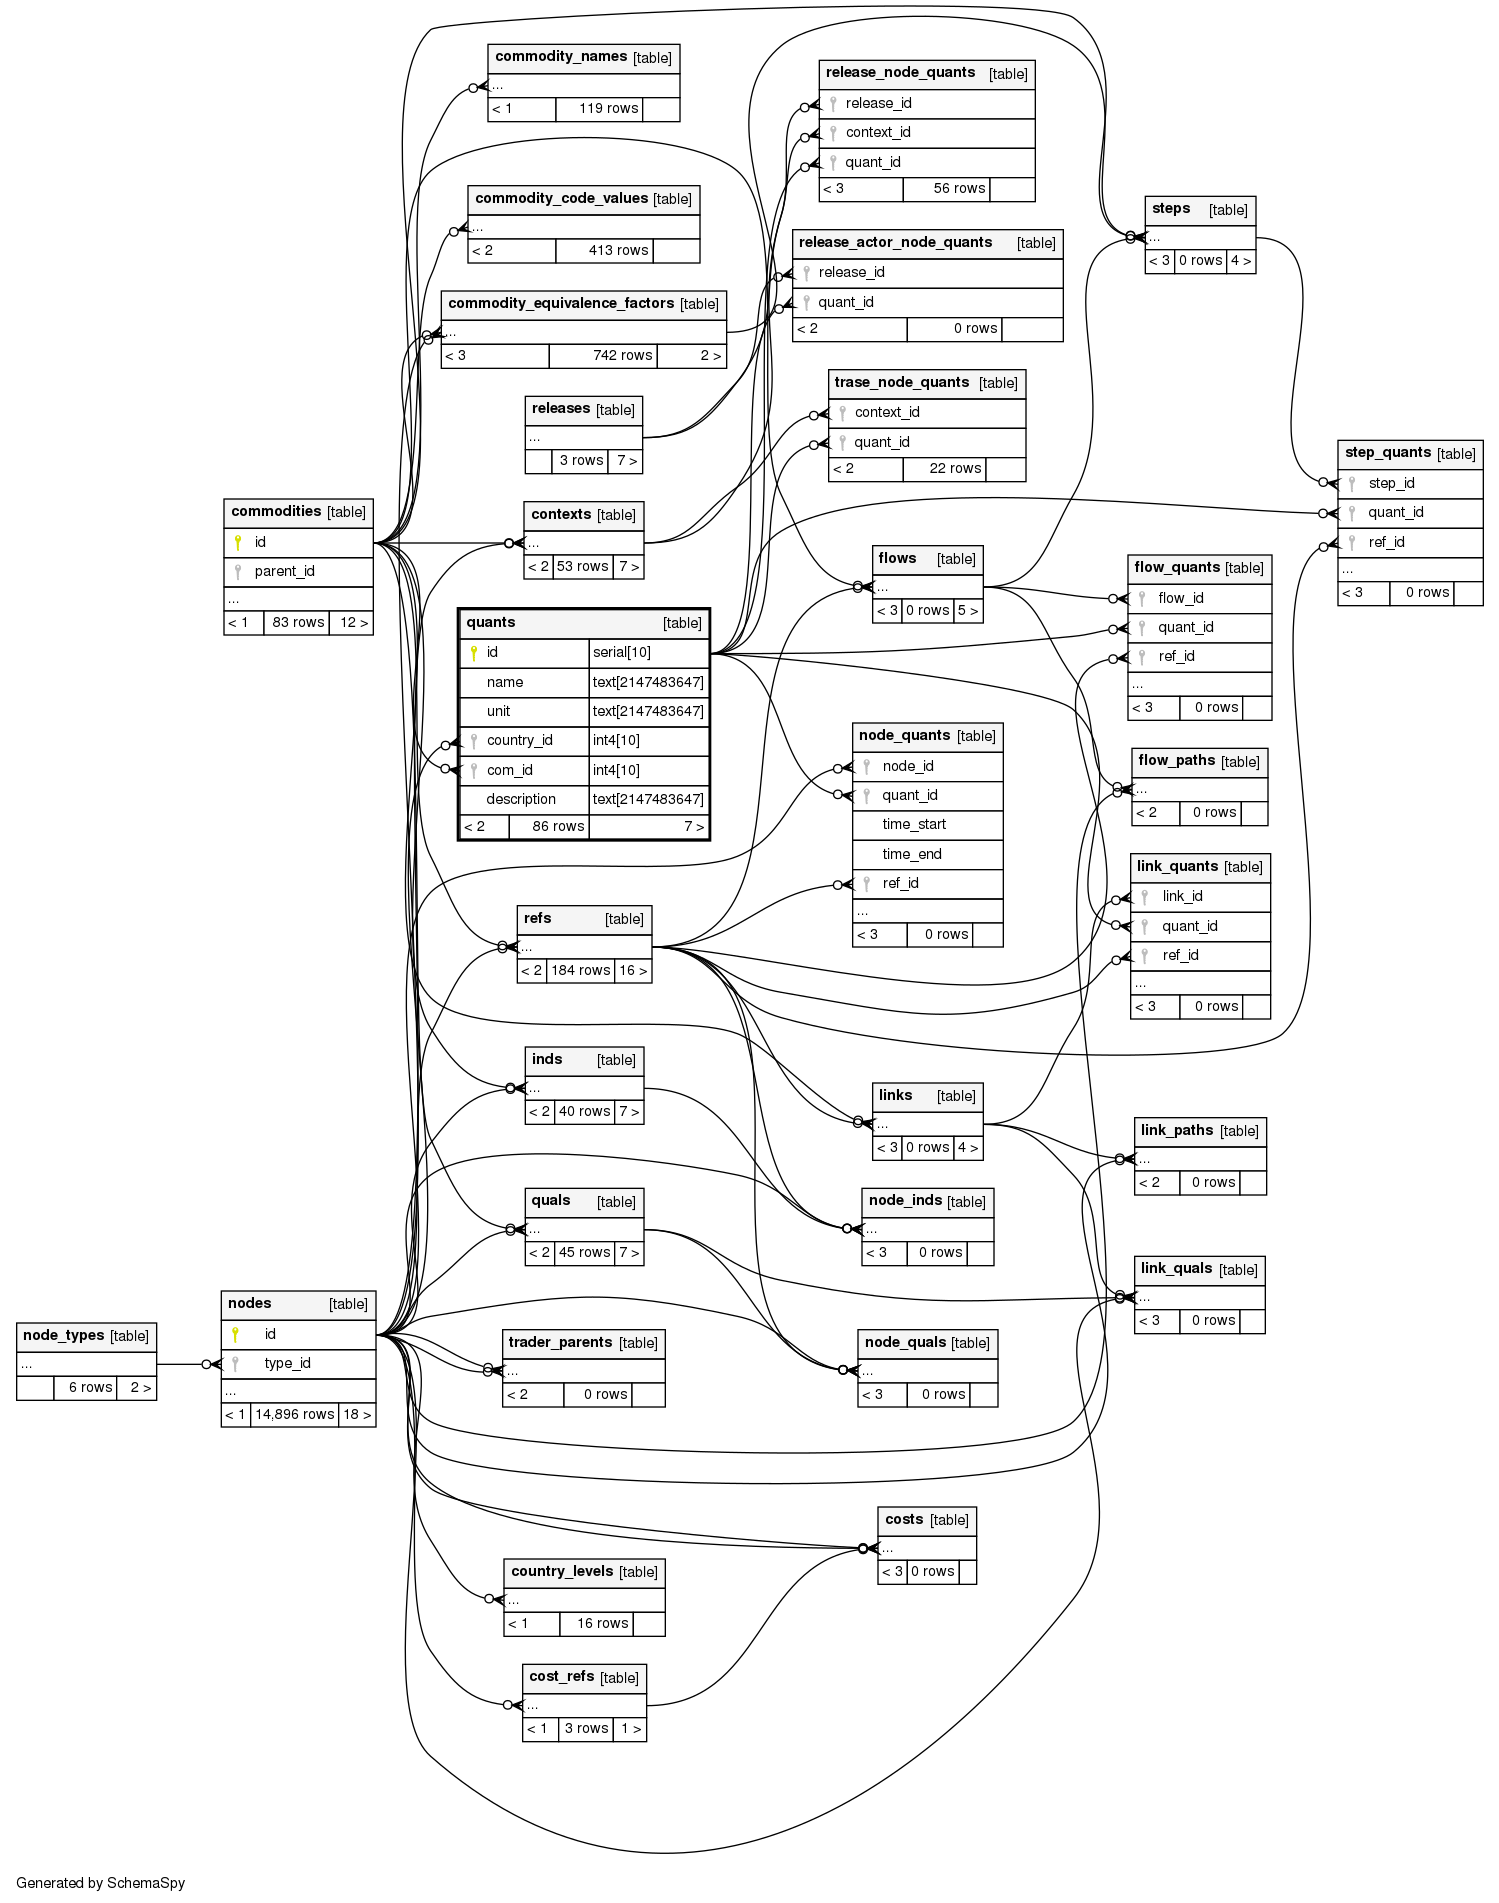 commodity_names [table]
...
< 1 119 rows
commodity_code_values [table]
...
< 2 413 rows
commodity_equivalence_factors [table]
...
< 3 742 rows 2 >
releases [table]
...
3 rows 7 >
contexts [table]
...
< 2 53 rows 7 >
commodities [table]
id
parent_id
...
< 1 83 rows 12 >
quants [table]
id serial[10]
name text[2147483647]
unit text[2147483647]
country_id int4[10]
com_id int4[10]
description text[2147483647]
< 2 86 rows 7 >
refs [table]
...
< 2 184 rows 16 >
inds [table]
...
< 2 40 rows 7 >
quals [table]
...
< 2 45 rows 7 >
node_types [table]
...
6 rows 2 >
nodes [table]
id
type_id
...
< 1 14,896 rows 18 >
trader_parents [table]
...
< 2 0 rows
country_levels [table]
...
< 1 16 rows
cost_refs [table]
...
< 1 3 rows 1 >
release_node_quants [table]
release_id
context_id
quant_id
< 3 56 rows
release_actor_node_quants [table]
release_id
quant_id
< 2 0 rows
trase_node_quants [table]
context_id
quant_id
< 2 22 rows
flows [table]
...
< 3 0 rows 5 >
node_quants [table]
node_id
quant_id
time_start
time_end
ref_id
...
< 3 0 rows
links [table]
...
< 3 0 rows 4 >
node_inds [table]
...
< 3 0 rows
node_quals [table]
...
< 3 0 rows
costs [table]
...
< 3 0 rows
steps [table]
...
< 3 0 rows 4 >
flow_quants [table]
flow_id
quant_id
ref_id
...
< 3 0 rows
flow_paths [table]
...
< 2 0 rows
link_quants [table]
link_id
quant_id
ref_id
...
< 3 0 rows
link_paths [table]
...
< 2 0 rows
link_quals [table]
...
< 3 0 rows
step_quants [table]
step_id
quant_id
ref_id
...
< 3 0 rows
Generated by SchemaSpy